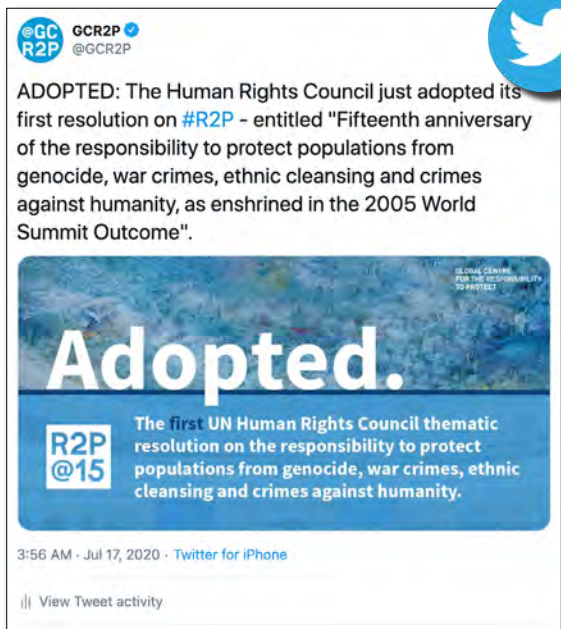 @GC
R2P
GCR2P
@GCR2P
ADOPTED: The Human Rights Council just adopted its
first resolution on #R2P - entitled "Fifteenth anniversary
of the responsibility to protect populations from
genocide, war crimes, ethnic cleansing and crimes
against humanity, as enshrined in the 2005 World
Summit Outcome".
GLOBAL CENTRE
FOR THE RESPONSIBILITY
TO PROTECT
Adopted.
R2P
@15
The first UN Human Rights Council thematic
resolution on the responsibility to protect
populations from genocide, war crimes, ethnic
cleansing and crimes against humanity.
3:56 AM · Jul 17, 2020 · Twitter for iPhone
View Tweet activity